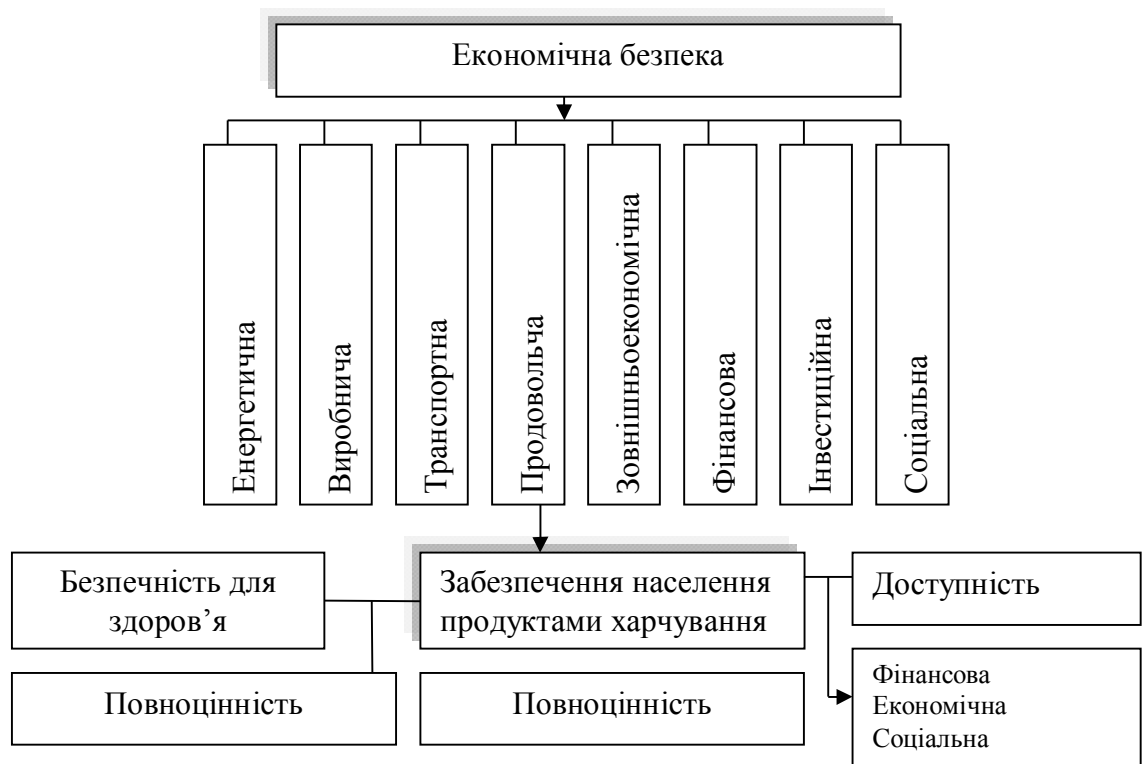 Економічна безпека
Енергетична
Виробнича
Транспортна
Продовольча
Зовнішньоекономічна
Фінансова
Інвестиційна
Соціальна
Безпечність для
здоров’я
Забезпечення населення
продуктами харчування
Доступність
Повноцінність
Повноцінність
Фінансова
Економічна
Соціальна